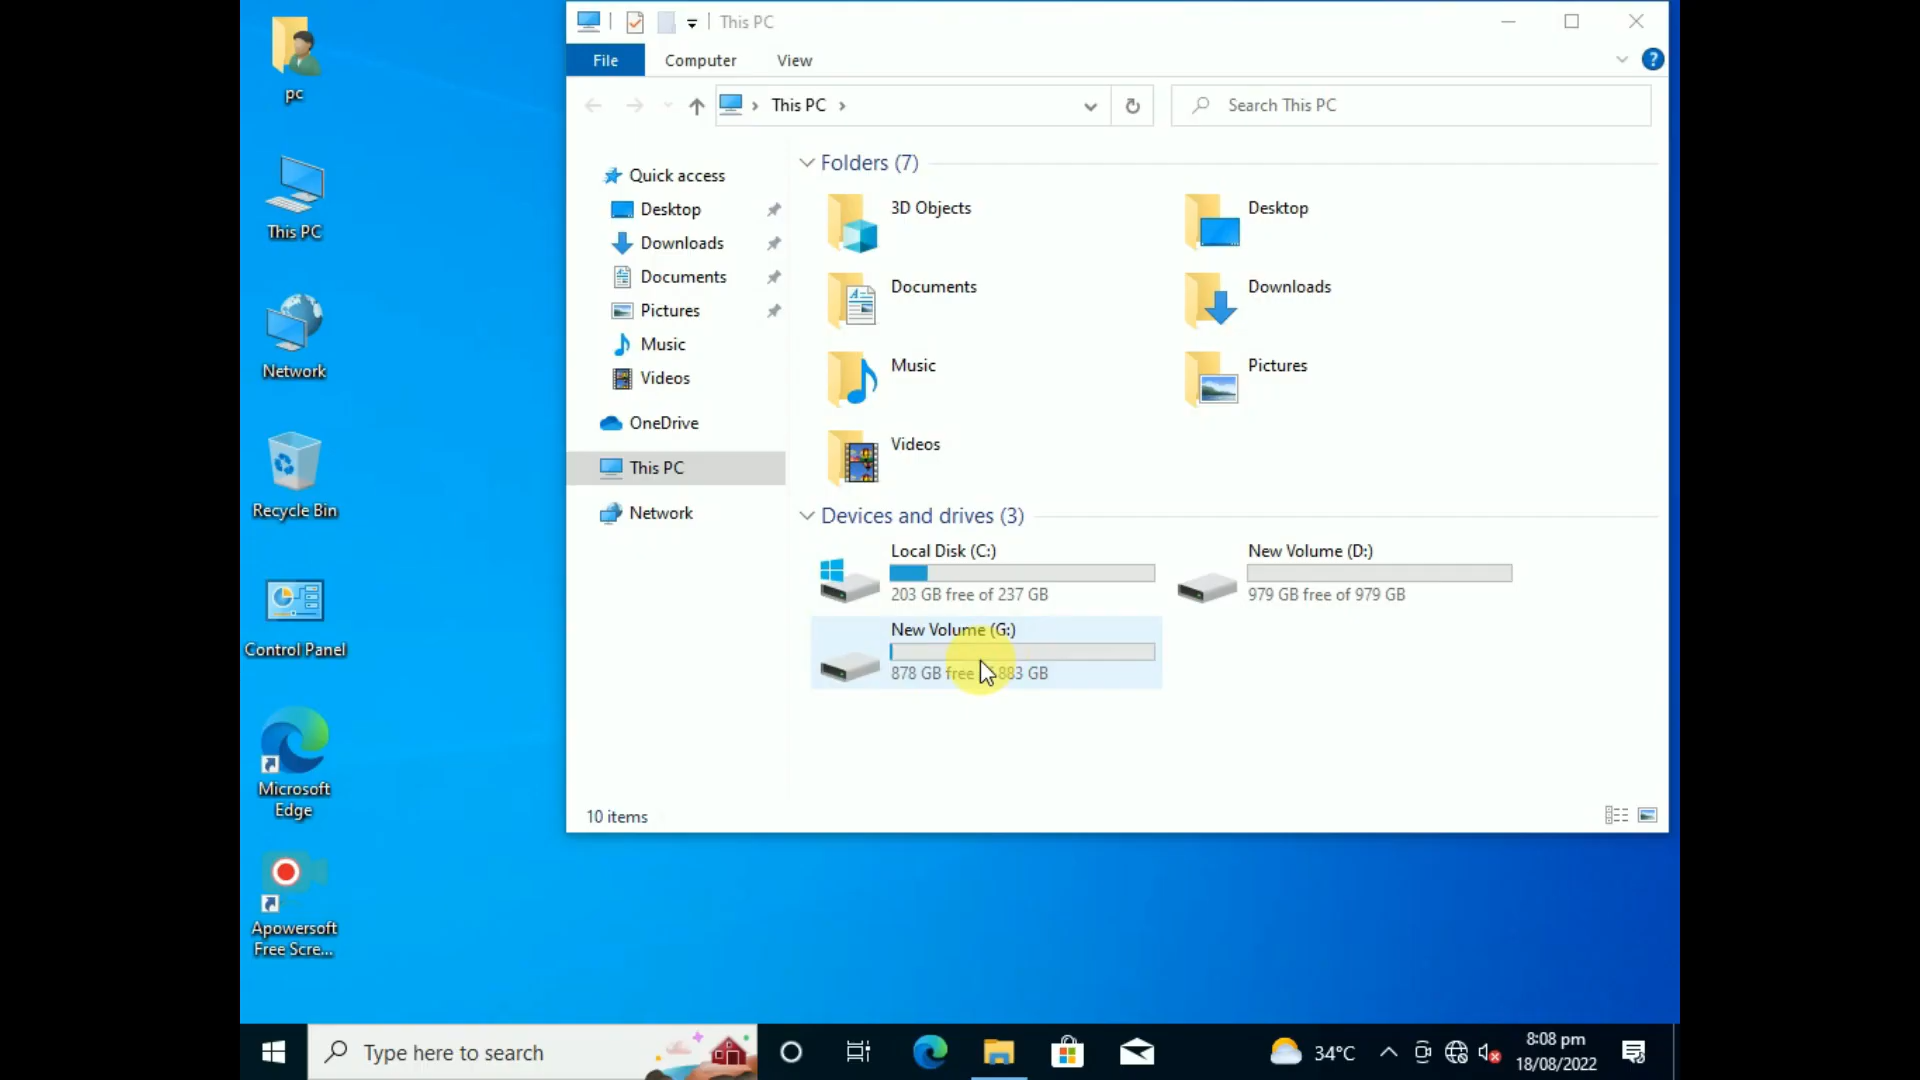 This PC
File
Computer
View
This PC
Search This PC
Quick access
Desktop
Downloads
Documents
Pictures
Music
Videos
OneDrive
This PC
Network
Folders (7)
3D Objects
Desktop
Documents
Downloads
Music
Pictures
Videos
Devices and drives (3)
Local Disk (C:)
203 GB free of 237 GB
New Volume (D:)
979 GB free of 979 GB
New Volume (G:)
878 GB free 883 GB
10 items
pc
This PC
Network
Recycle Bin
Control Panel
Microsoft
Edge
Apowersoft
Free Scre...
Type here to search
34°C
8:08 pm
18/08/2022